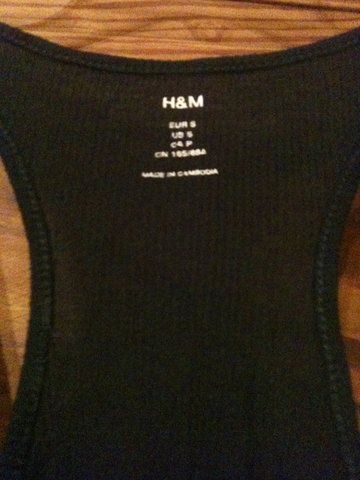 H&M
EUR S
US S
CA P
CN 165/88A
MADE IN CAMBODIA